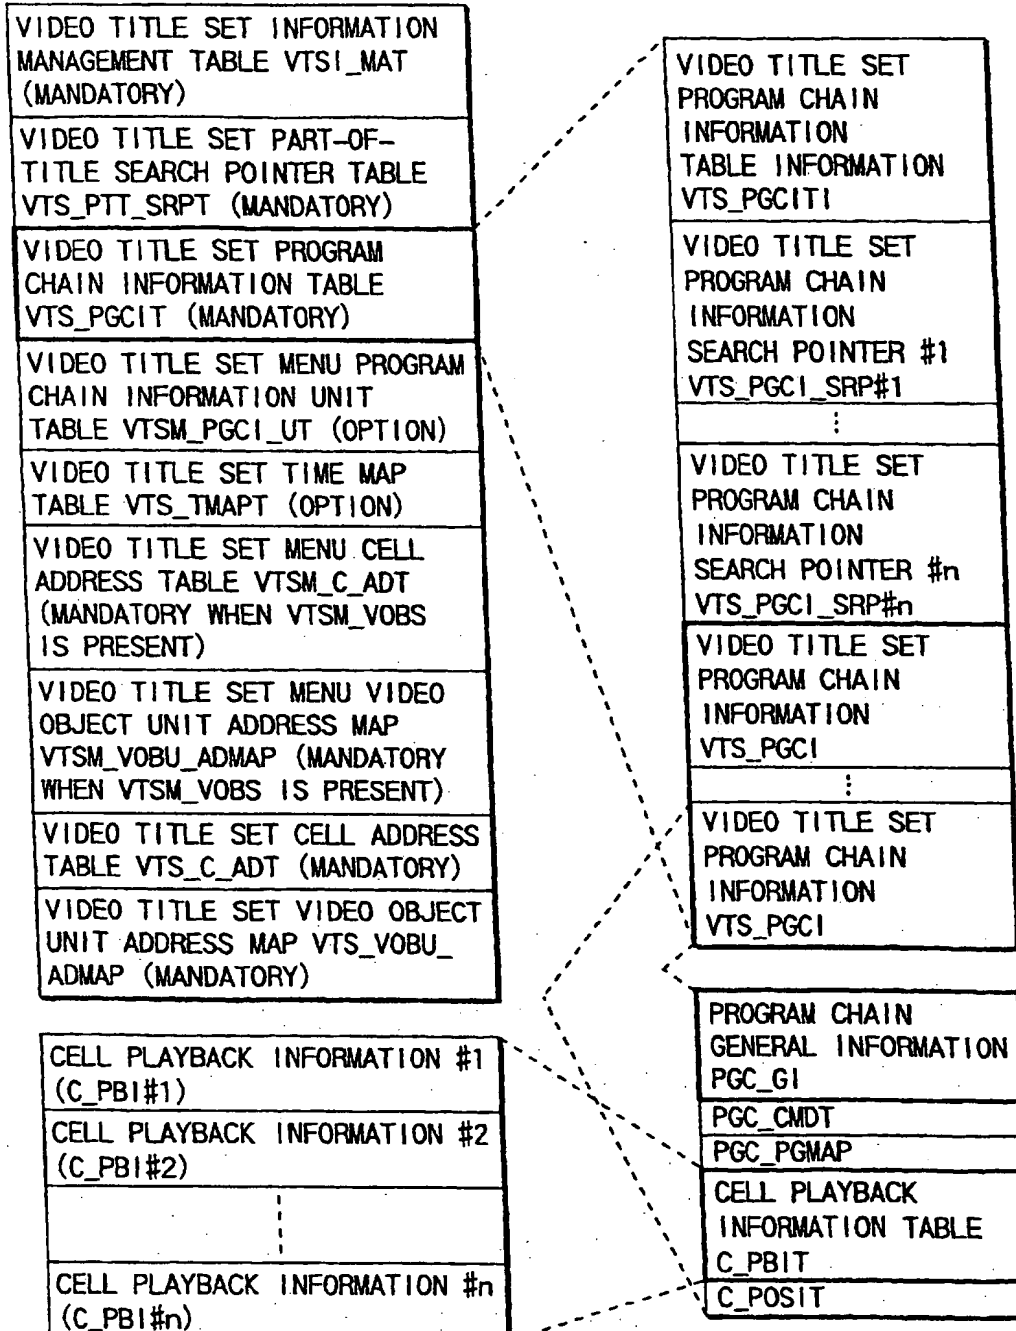 VIDEO TITLE SET INFORMATION
MANAGEMENT TABLE VTSI_MAT
(MANDATORY)
VIDEO TITLE SET PART-OF-
TITLE SEARCH POINTER TABLE
VTS_PTT_SRPT (MANDATORY)
VIDEO TITLE SET PROGRAM
CHAIN INFORMATION TABLE
VTS_PGCIT (MANDATORY)
VIDEO TITLE SET MENU PROGRAM
CHAIN INFORMATION UNIT
TABLE VTSM_PGCI_UT (OPTION)
VIDEO TITLE SET TIME MAP
TABLE VTS_TMAPT (OPTION)
VIDEO TITLE SET MENU CELL
ADDRESS TABLE VTSM_C_ADT
(MANDATORY WHEN VTSM_VOBS
IS PRESENT)
VIDEO TITLE SET MENU VIDEO
OBJECT UNIT ADDRESS MAP
VTSM_VOBU_ADMAP (MANDATORY
WHEN VTSM_VOBS IS PRESENT)
VIDEO TITLE SET CELL ADDRESS
TABLE VTS_C_ADT (MANDATORY)
VIDEO TITLE SET VIDEO OBJECT
UNIT ADDRESS MAP VTS_VOBU_
ADMAP (MANDATORY)
VIDEO TITLE SET
PROGRAM CHAIN
INFORMATION
TABLE INFORMATION
VTS_PGCITI
VIDEO TITLE SET
PROGRAM CHAIN
INFORMATION
SEARCH POINTER #1
VTS_PGCI_SRP#1
VIDEO TITLE SET
PROGRAM CHAIN
INFORMATION
SEARCH POINTER #n
VTS_PGCI_SRP#n
VIDEO TITLE SET
PROGRAM CHAIN
INFORMATION
VTS_PGCI
VIDEO TITLE SET
PROGRAM CHAIN
INFORMATION
VTS_PGCI
PROGRAM CHAIN
GENERAL INFORMATION
PGC_GI
PGC_CMDT
PGC_PGMAP
CELL PLAYBACK
INFORMATION TABLE
C_PBIT
C_POSIT
CELL PLAYBACK INFORMATION #1
(C_PBI#1)
CELL PLAYBACK INFORMATION #2
(C_PBI#2)
CELL PLAYBACK INFORMATION #n
(C_PBI#n)